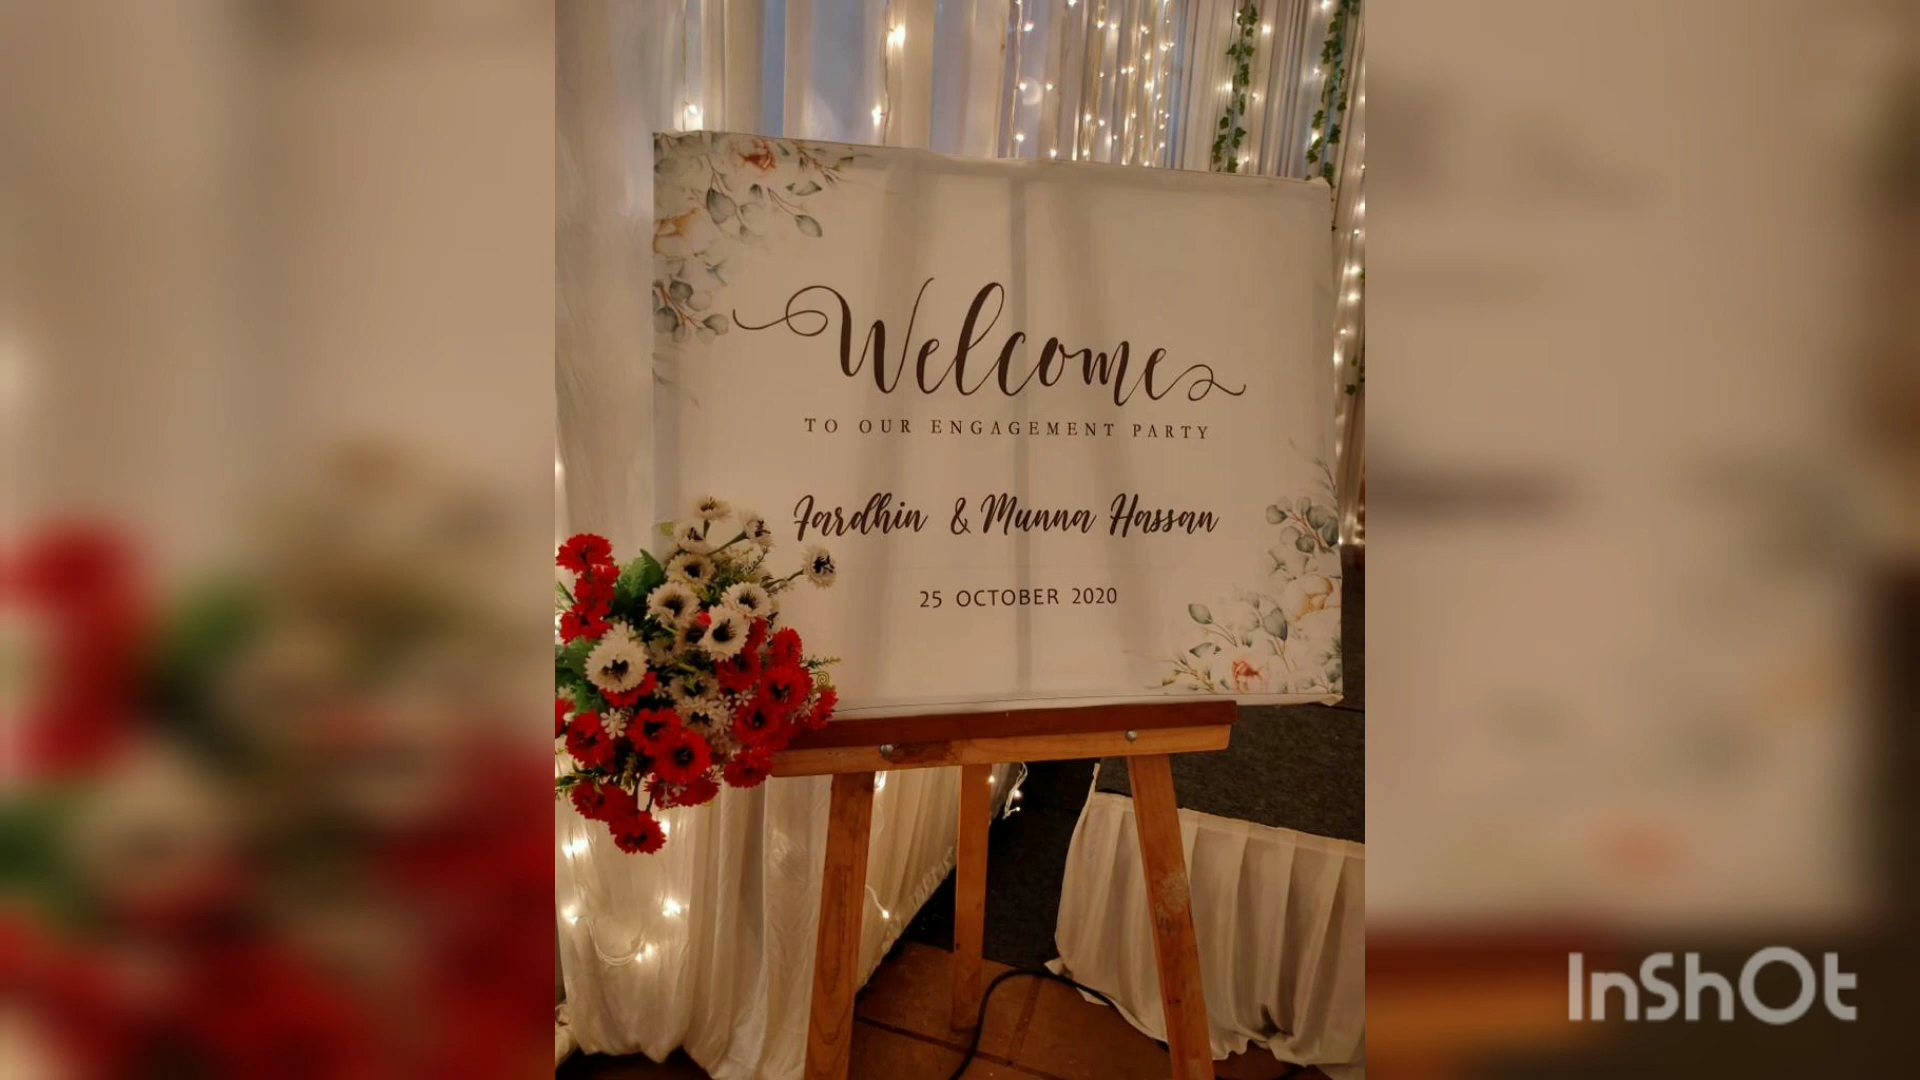 Welcome
TO OUR ENGAGEMENT PARTY
Fardhin & Munna Hassan
25 OCTOBER 2020
InShOt